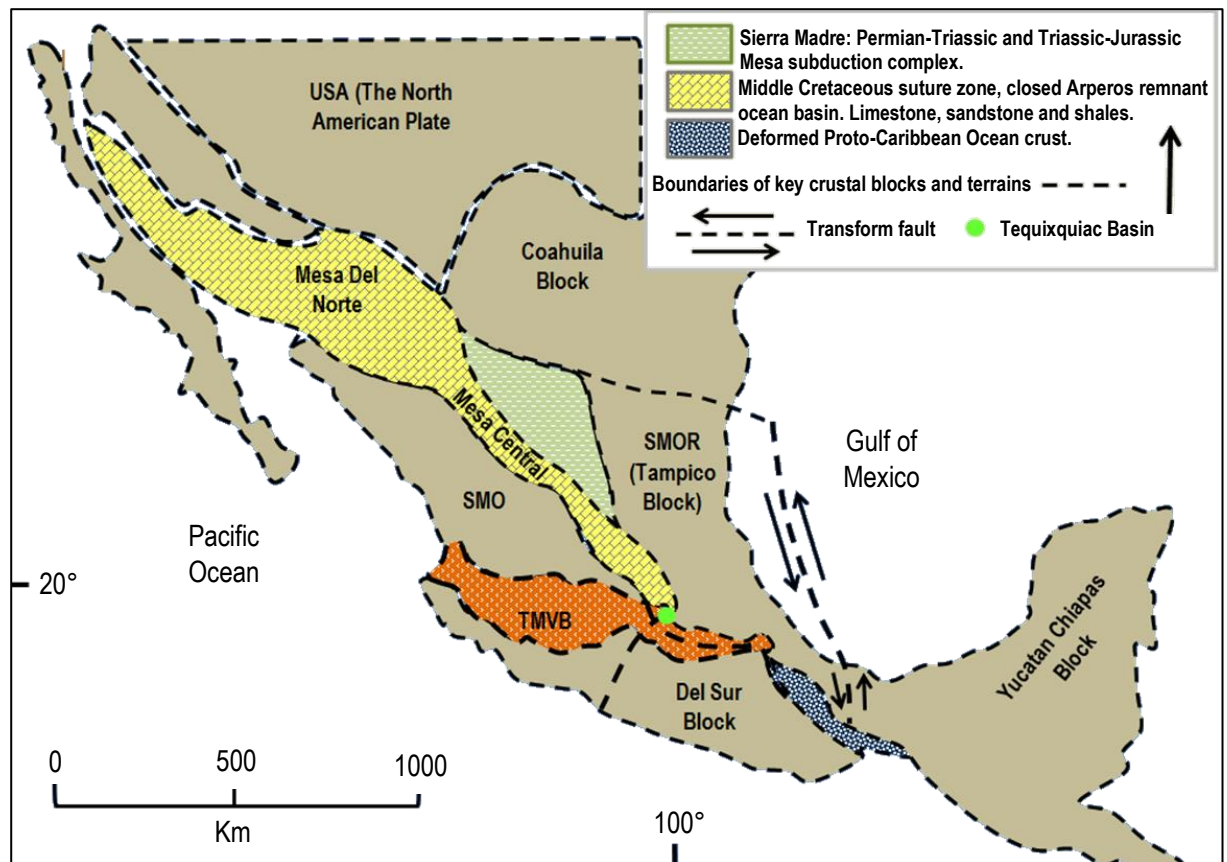 Sierra Madre: Permian-Triassic and Triassic-Jurassic
Mesa subduction complex.
Middle Cretaceous suture zone, closed Arperos remnant
ocean basin. Limestone, sandstone and shales.
Deformed Proto-Caribbean Ocean crust.
Boundaries of key crustal blocks and terrains
Transform fault
Tequixquiac Basin
USA (The North
American Plate
Coahuila
Block
Mesa Del
Norte
Mesa Central
SMOR
(Tampico
Block)
Gulf of
Mexico
SMO
Pacific
Ocean
20°
TMVB
Yucatan Chiapas
Block
Del Sur
Block
0 500 1000
Km
100°